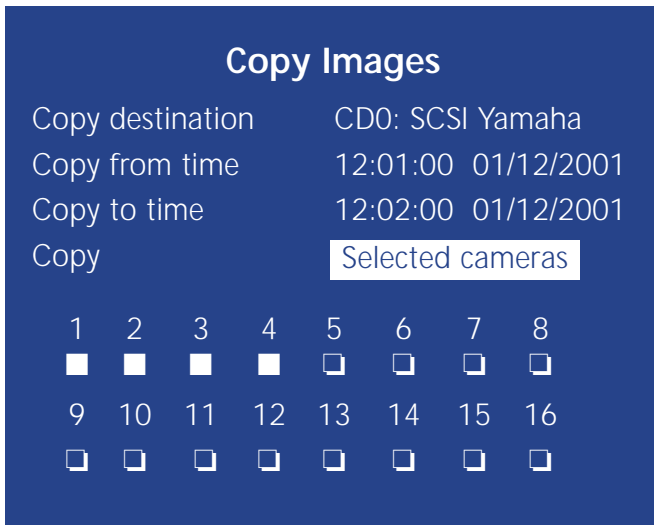 Copy Images
Copy destination CD0: SCSI Yamaha
Copy from time 12:01:00 01/12/2001
Copy to time 12:02:00 01/12/2001
Copy Selected cameras
1 2 3 4 5 6 7 8
9 10 11 12 13 14 15 16